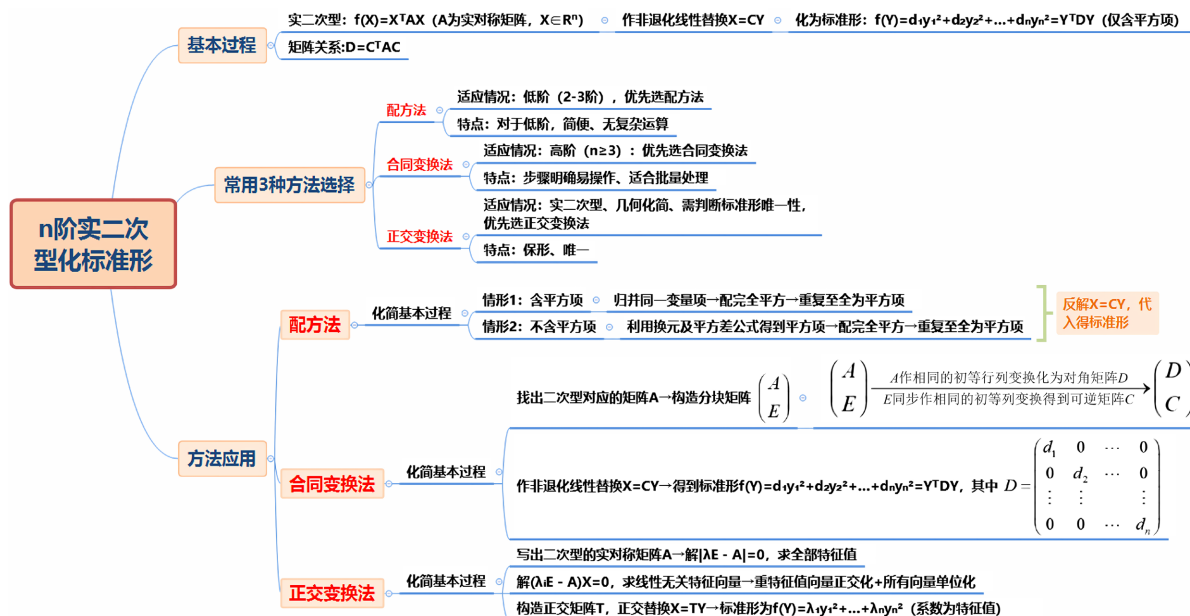 n阶实二次
型化标准形
基本过程
实二次型：f(X)=XᵀAX（A为实对称矩阵，X∈Rⁿ）
作非退化线性替换X=CY
化为标准形：f(Y)=d₁y₁²+d₂y₂²+...+dₙyₙ²=YᵀDY（仅含平方项）
矩阵关系:D=CᵀAC
常用3种方法选择
配方法
适应情况：低阶（2-3阶），优先选配方法
特点：对于低阶，简便、无复杂运算
合同变换法
适应情况：高阶（n≥3）：优先选合同变换法
特点：步骤明确易操作、适合批量处理
正交变换法
适应情况：实二次型、几何化简、需判断标准形唯一性，
优先选正交变换法
特点：保形、唯一
方法应用
配方法
化简基本过程
情形1：含平方项
归并同一变量项→配完全平方→重复至全为平方项
情形2：不含平方项
利用换元及平方差公式得到平方项→配完全平方→重复至全为平方项
反解X=CY，代
入得标准形
合同变换法
化简基本过程
找出二次型对应的矩阵A→构造分块矩阵 (A
E)
(A
E)
A作相同的初等行列变换化为对角矩阵D
E同步作相同的初等列变换得到可逆矩阵C
(D
C)
作非退化线性替换X=CY→得到标准形f(Y)=d₁y₁²+d₂y₂²+...+dₙyₙ²=YᵀDY，其中 D=
d₁ 0 ⋯ 0
0 d₂ ⋯ 0
⋮ ⋮ ⋮
0 0 ⋯ dₙ
正交变换法
化简基本过程
写出二次型的实对称矩阵A→解|λE - A|=0，求全部特征值
解(λᵢE - A)X=0，求线性无关特征向量→重特征值向量正交化+所有向量单位化
构造正交矩阵T，正交替换X=TY→标准形为f(Y)=λ₁y₁²+...+λₙyₙ²（系数为特征值）